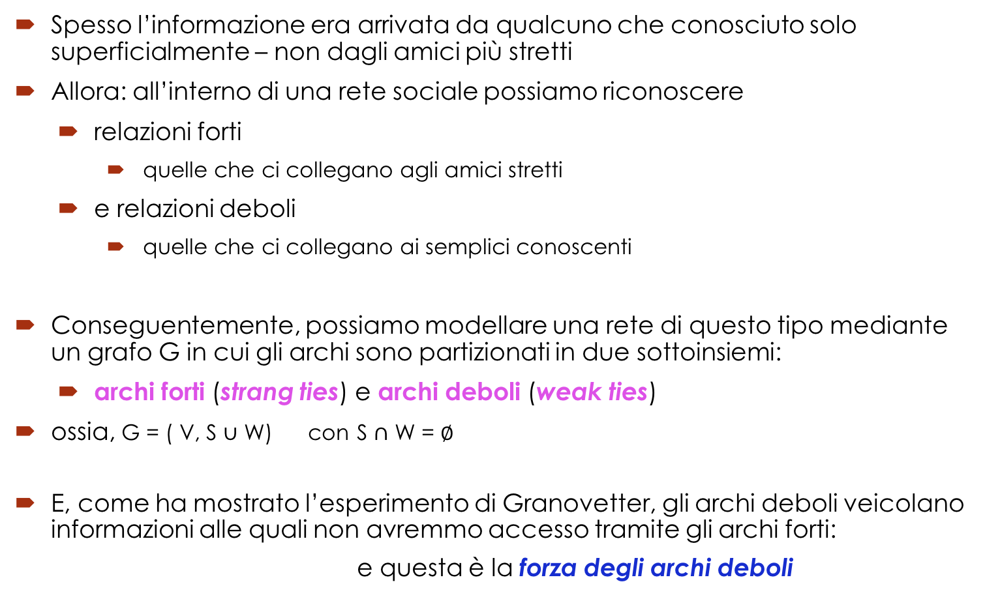 Spesso l’informazione era arrivata da qualcuno che conosciuto solo
superficialmente – non dagli amici più stretti
Allora: all’interno di una rete sociale possiamo riconoscere
relazioni forti
quelle che ci collegano agli amici stretti
e relazioni deboli
quelle che ci collegano ai semplici conoscenti
Conseguentemente, possiamo modellare una rete di questo tipo mediante
un grafo G in cui gli archi sono partizionati in due sottoinsiemi:
archi forti (strang ties) e archi deboli (weak ties)
ossia, G = ( V, S ∪ W) con S ∩ W = ∅
E, come ha mostrato l’esperimento di Granovetter, gli archi deboli veicolano
informazioni alle quali non avremmo accesso tramite gli archi forti:
e questa è la forza degli archi deboli